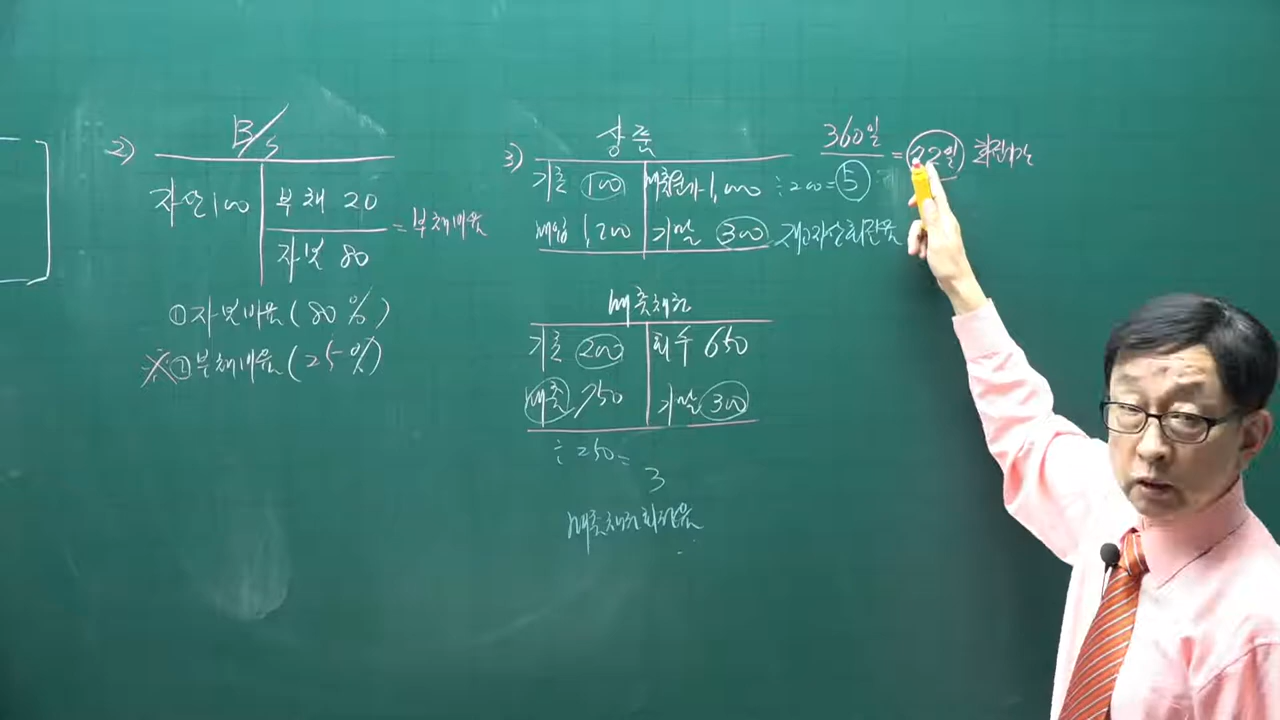 2) B/S
자산 100 부채 20
자본 80 = 부채비율
① 자본비율 (80%)
※② 부채비율 (25%)
3) 상품
기초 100 매출원가 1,000 ÷ 200 = 5
매입 1,200 기말 300 재고자산회전율
360일 = 일 회전기간
매출채권
기초 200 회수 650
매출 750 기말 300
÷ 250 =
3
매출채권회전율